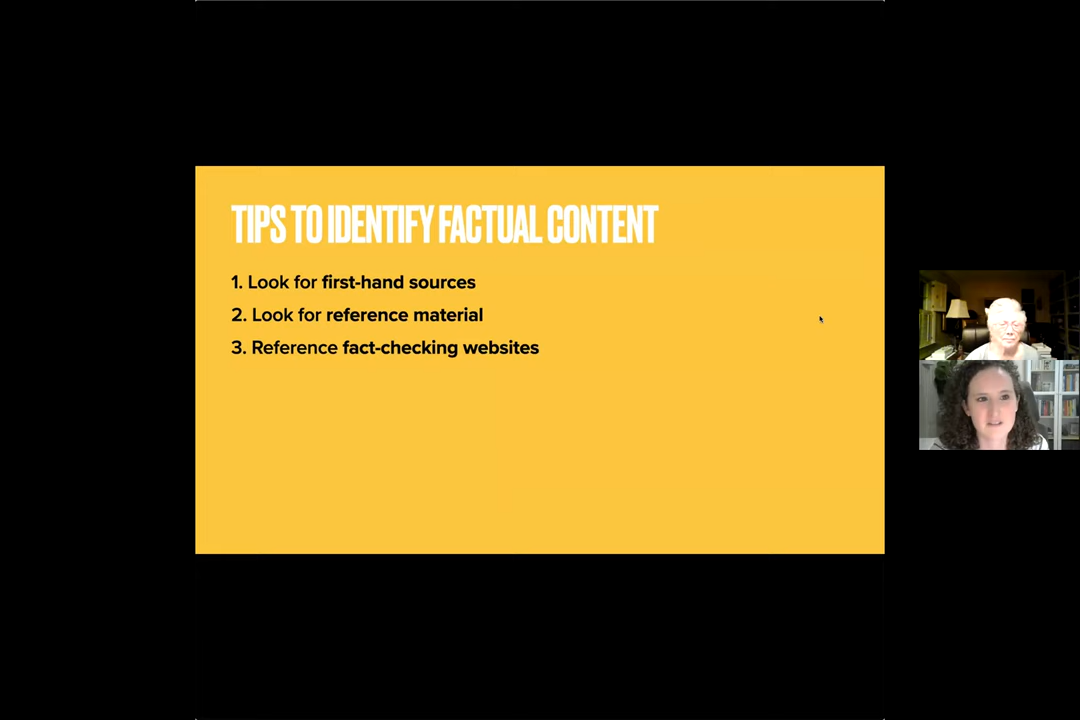 TIPS TO IDENTIFY FACTUAL CONTENT
1. Look for first-hand sources
2. Look for reference material
3. Reference fact-checking websites